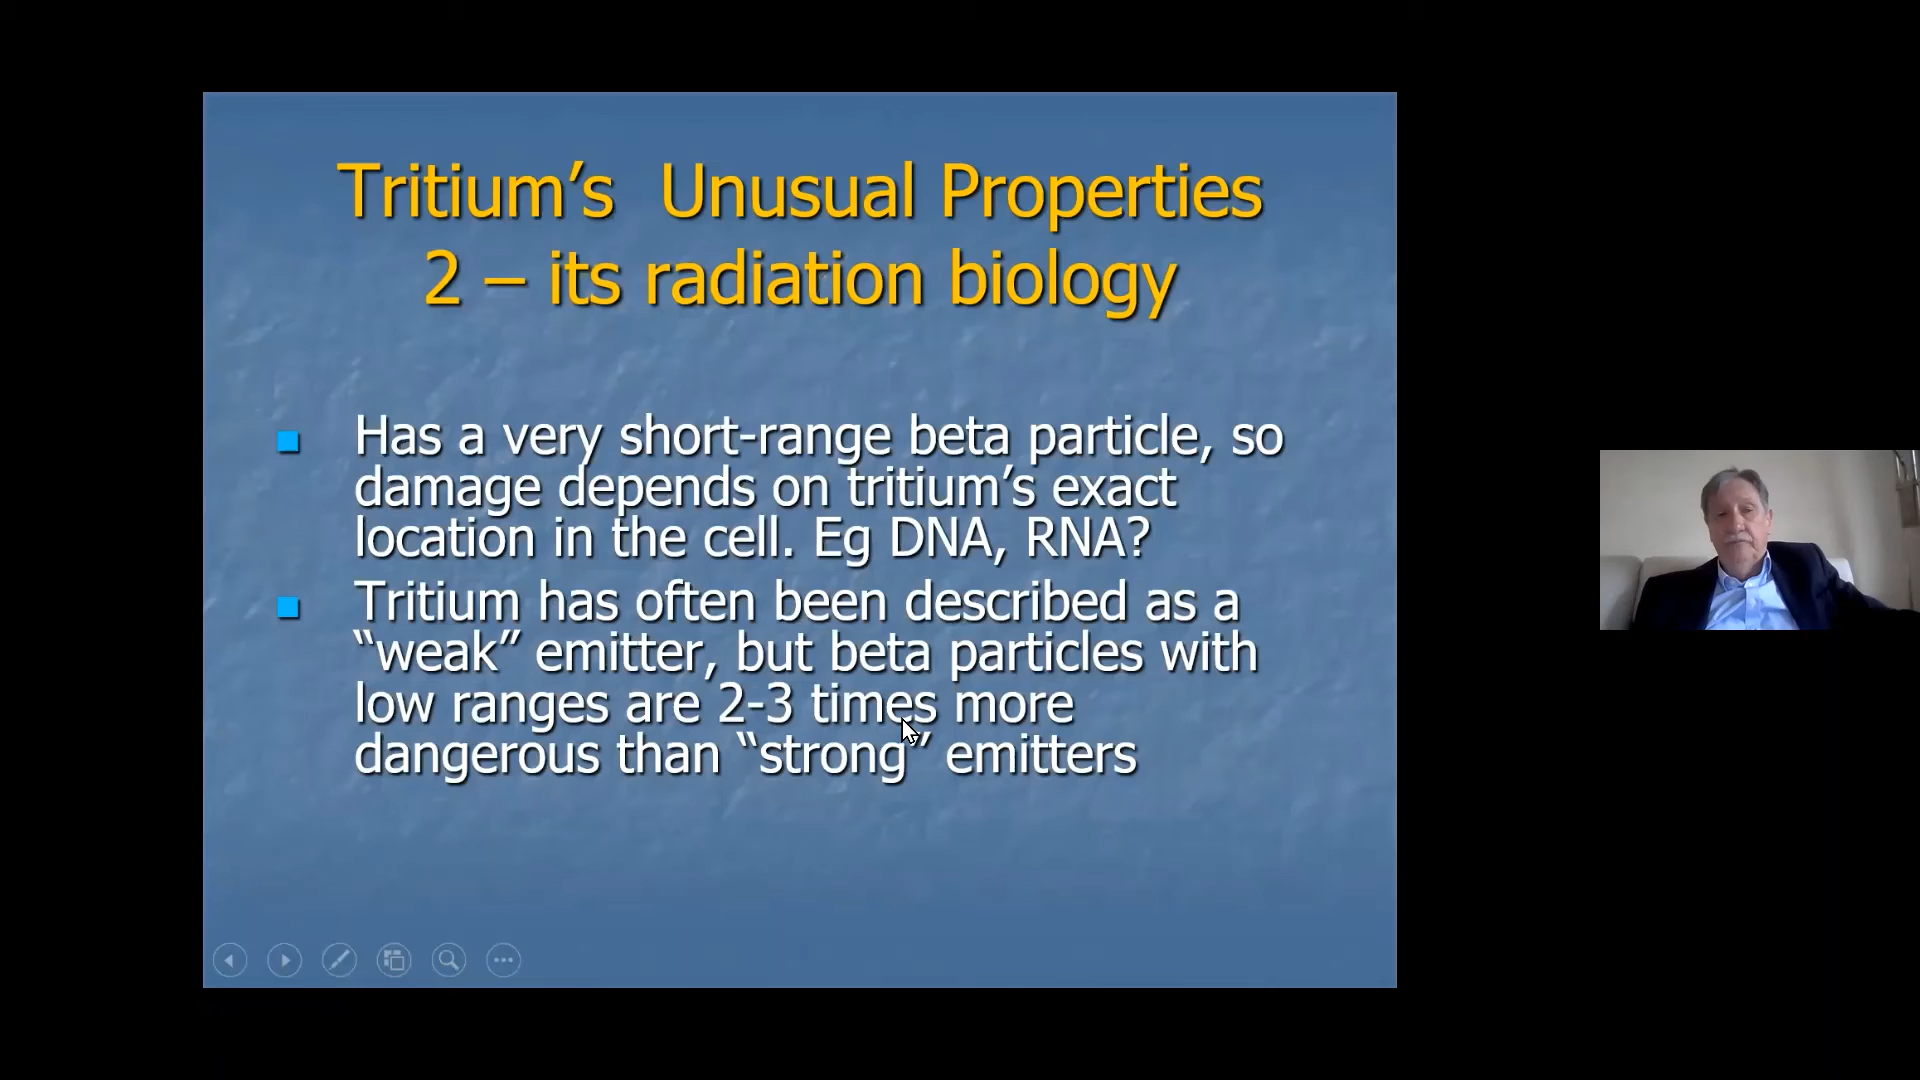 Tritium’s  Unusual Properties
2 – its radiation biology
Has a very short-range beta particle, so
damage depends on tritium’s exact
location in the cell. Eg DNA, RNA?
Tritium has often been described as a
“weak” emitter, but beta particles with
low ranges are 2-3 times more
dangerous than “strong” emitters